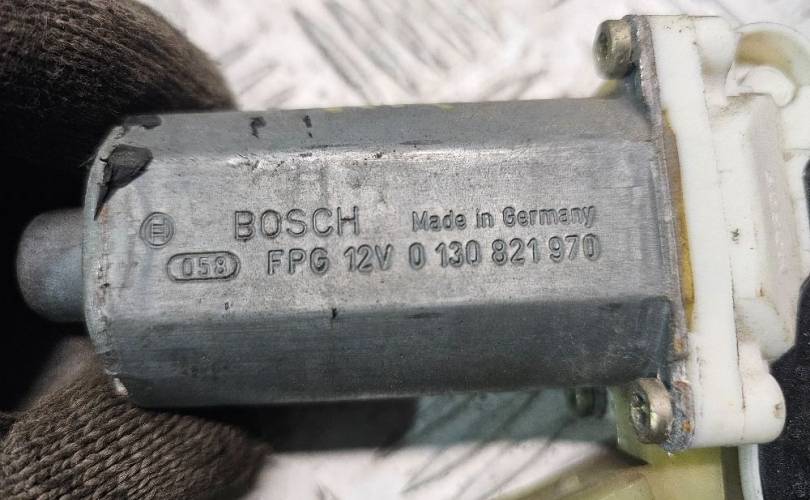 E BOSCH Made in Germany
058 FPG 12V 0 130 821 970